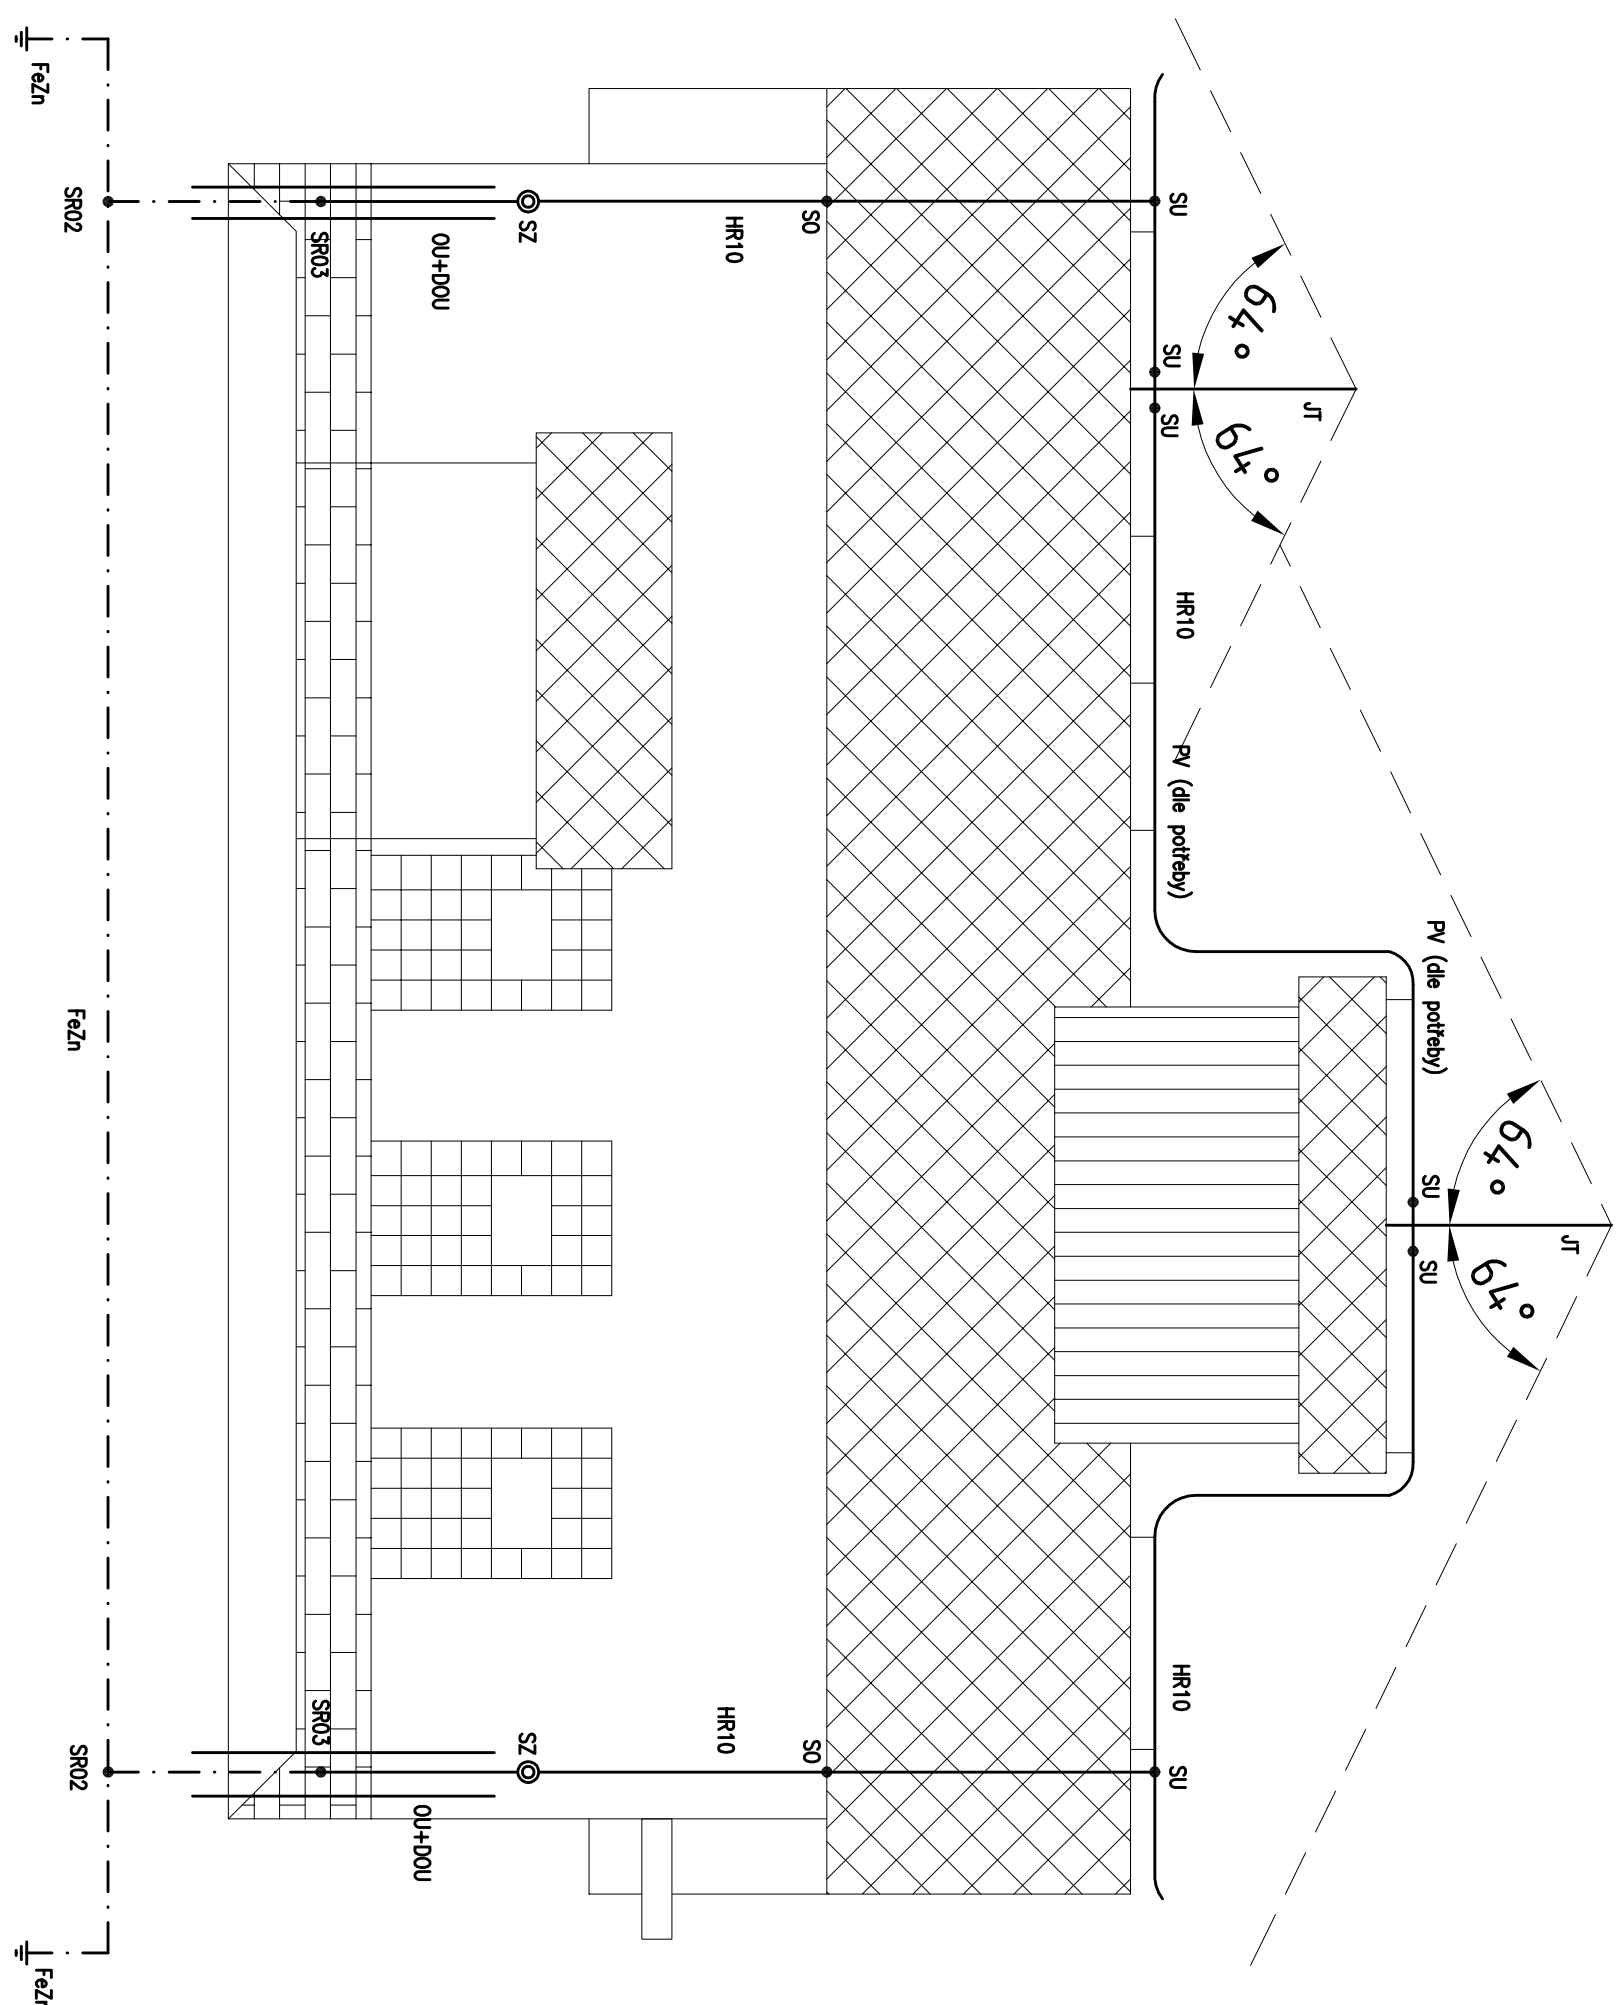 JT
64°
64°
PV (dle potřeby)
SU
SU
JT
64°
64°
SU
SU
SU
HR10
PV (dle potřeby)
HR10
SU
SO
SO
HR10
HR10
SZ
SZ
OU+DOU
OU+DOU
SR03
SR03
SR02
FeZn
SR02
FeZn
FeZn